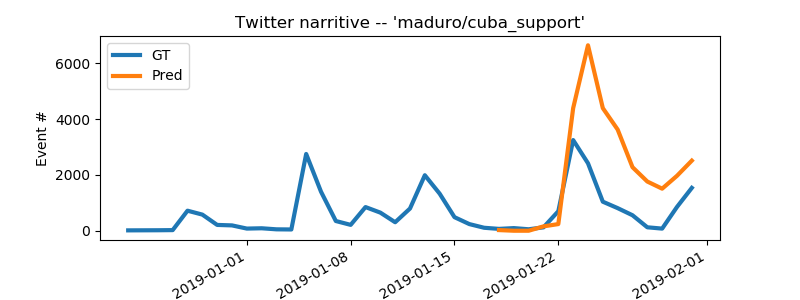 Twitter narritive -- 'maduro/cuba_support'
GT
Pred
Event #
6000
4000
2000
0
2019-01-01
2019-01-08
2019-01-15
2019-01-22
2019-02-01